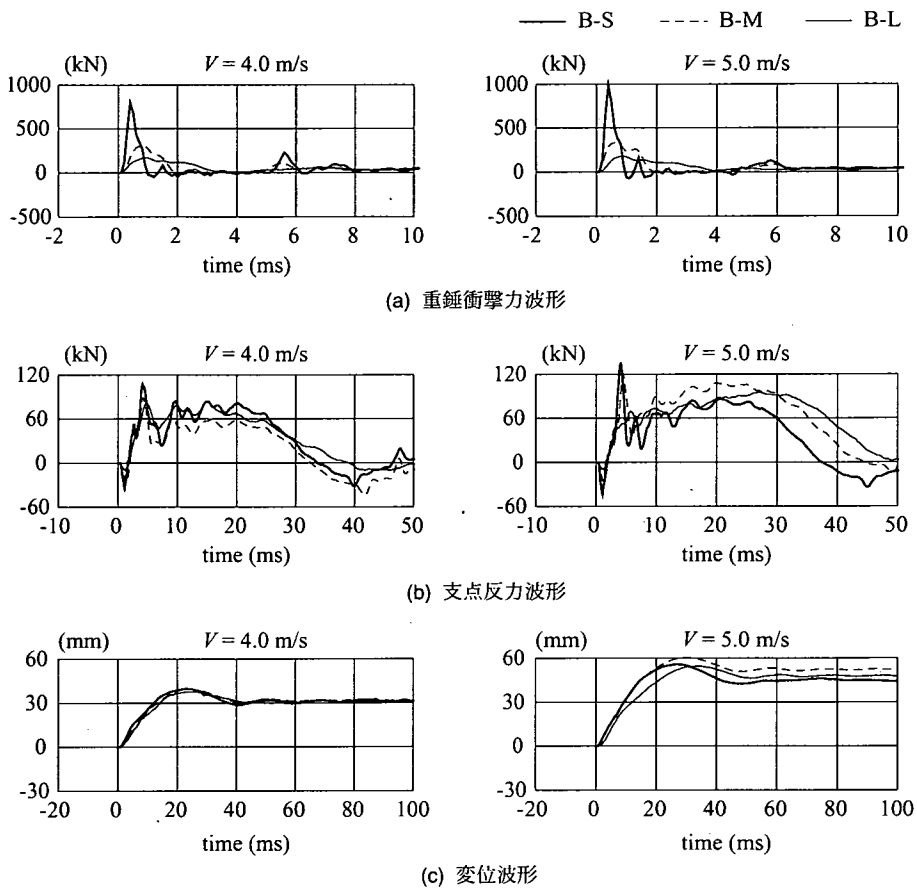 B-S B-M B-L
(kN) V = 4.0 m/s (kN) V = 5.0 m/s
1000 1000
500 500
0 0
-500 -500
-2 0 2 4 6 8 10 -2 0 2 4 6 8 10
time (ms) time (ms)
(a) 重錘衝撃力波形
(kN) V = 4.0 m/s (kN) V = 5.0 m/s
120 120
60 60
0 0
-60 -60
-10 0 10 20 30 40 50 -10 0 10 20 30 40 50
time (ms) time (ms)
(b) 支点反力波形
(mm) V = 4.0 m/s (mm) V = 5.0 m/s
60 60
30 30
0 0
-30 -30
-20 0 20 40 60 80 100 -20 0 20 40 60 80 100
time (ms) time (ms)
(c) 変位波形